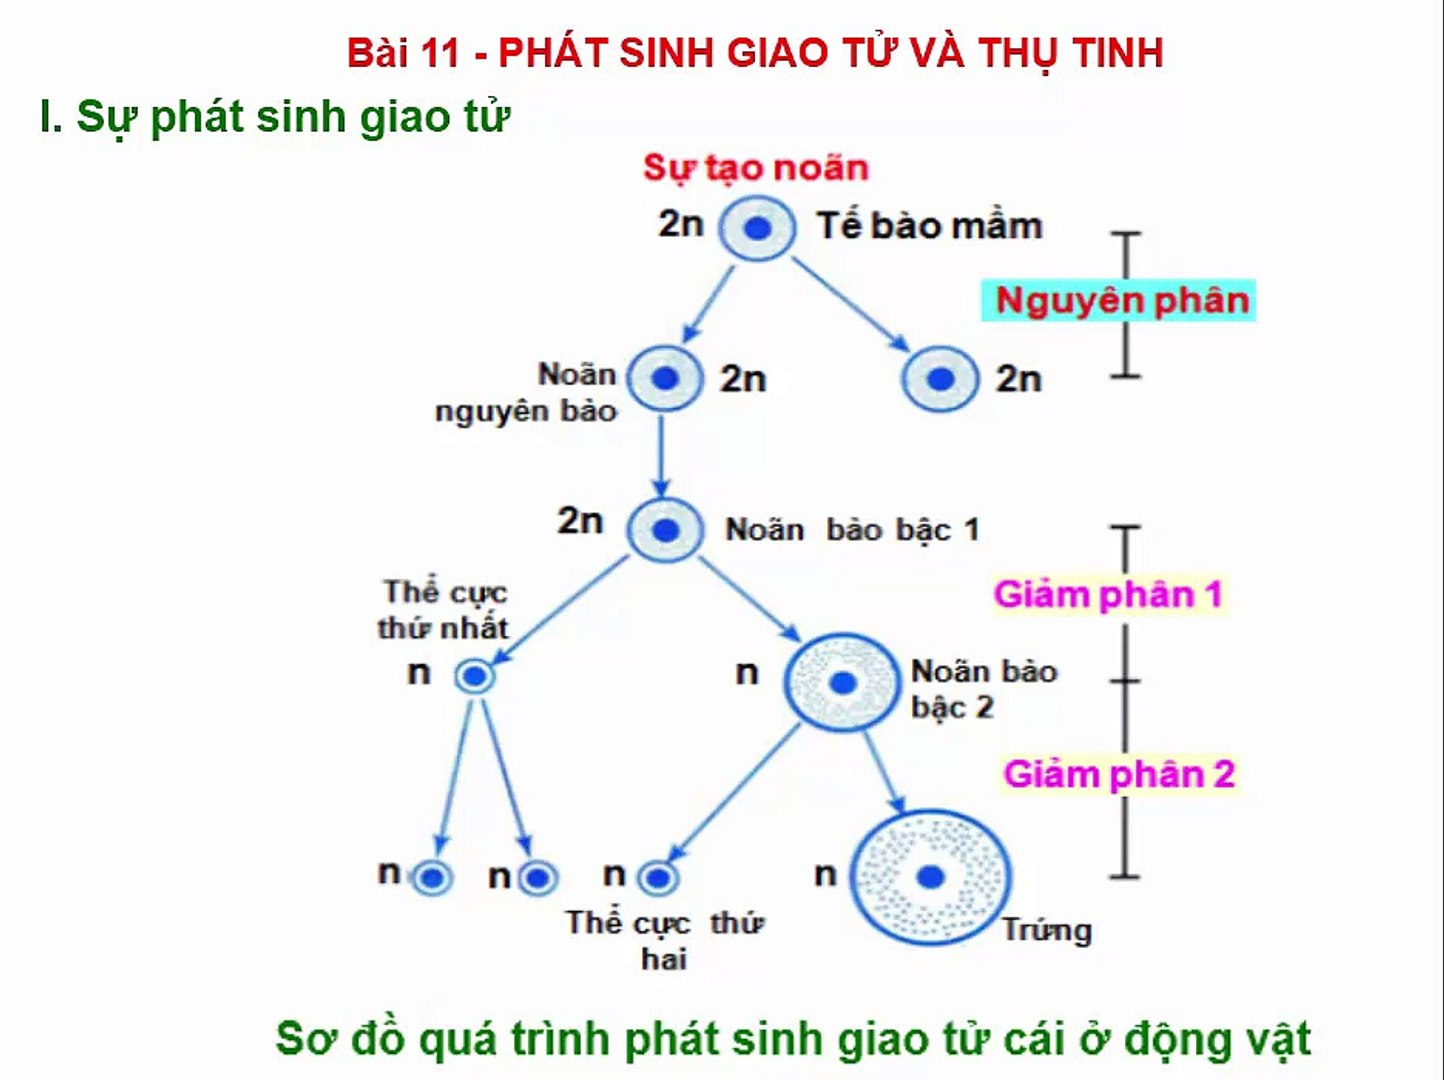 Bài 11 - PHÁT SINH GIAO TỬ VÀ THỤ TINH
I. Sự phát sinh giao tử
Sự tạo noãn
2n
Tế bào mầm
Nguyên phân
Noãn
nguyên bào
2n
2n
2n
Noãn bào bậc 1
Giảm phân 1
Thể cực
thứ nhất
n
n
Noãn bào
bậc 2
Giảm phân 2
n
n
n
n
Thể cực thứ
hai
Trứng
Sơ đồ quá trình phát sinh giao tử cái ở động vật